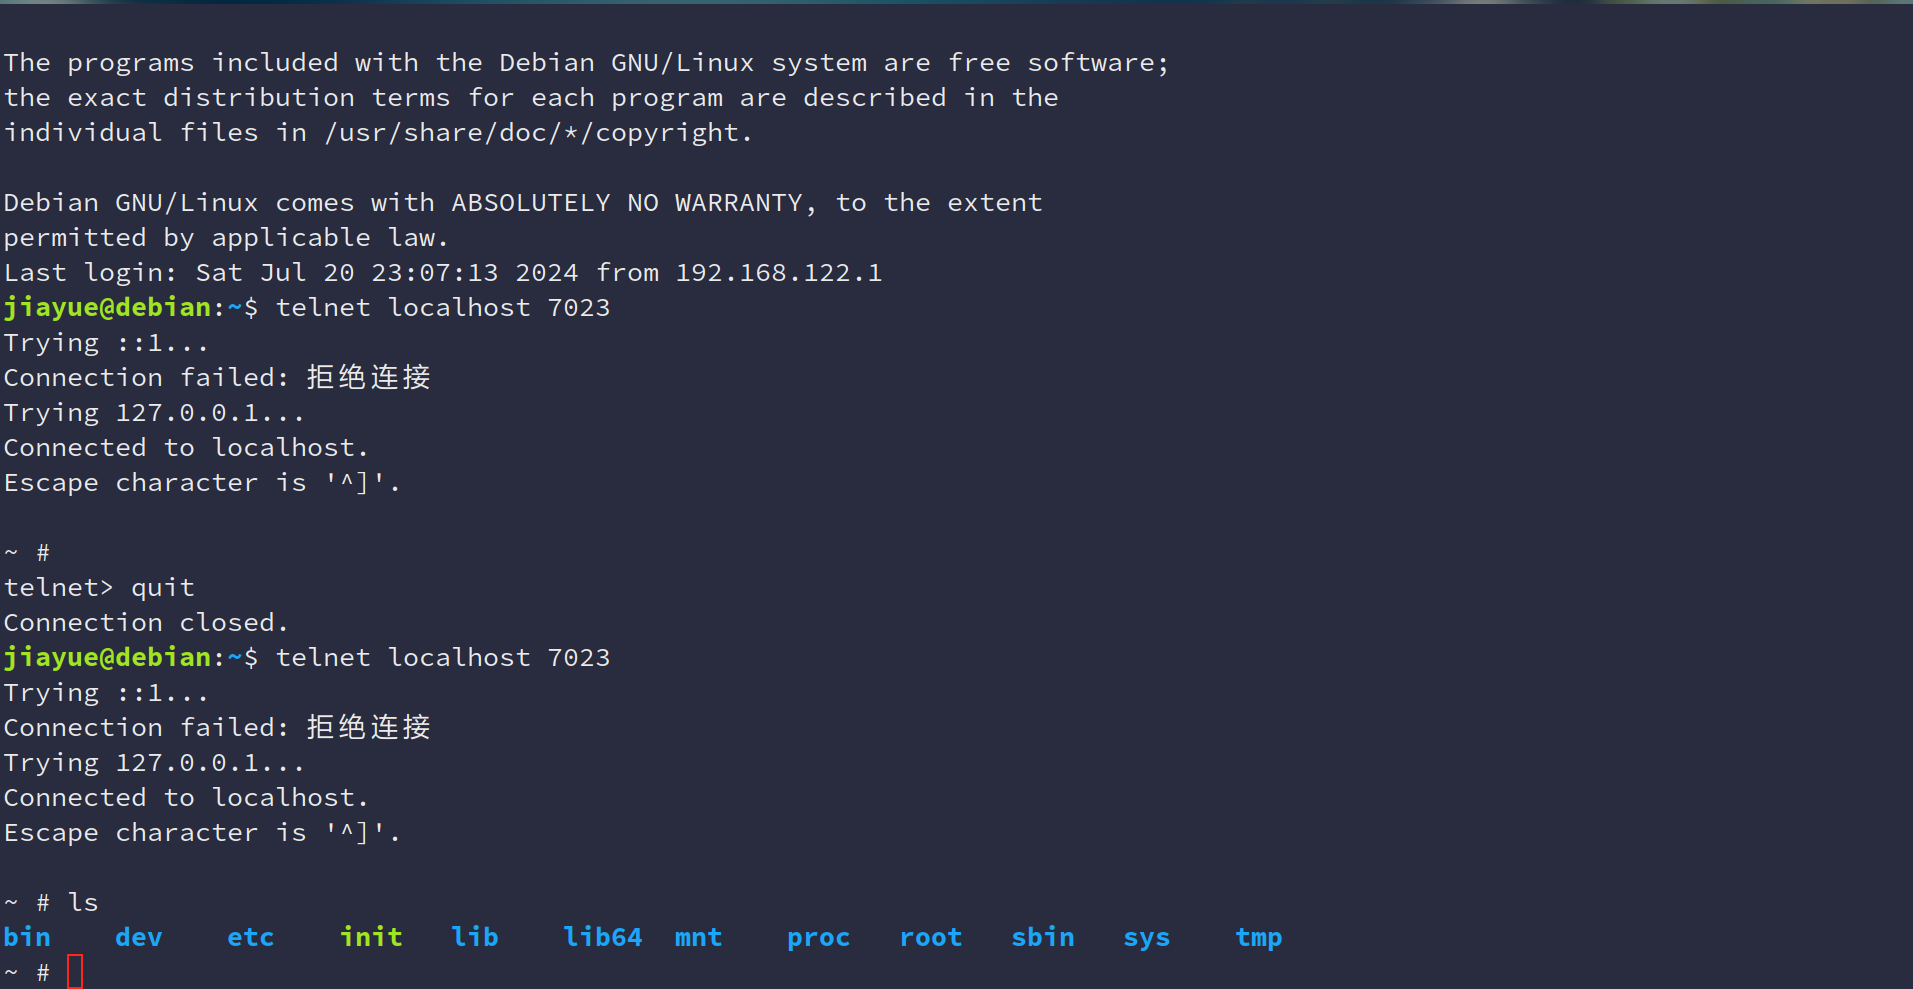 The programs included with the Debian GNU/Linux system are free software;
the exact distribution terms for each program are described in the
individual files in /usr/share/doc/*/copyright.
Debian GNU/Linux comes with ABSOLUTELY NO WARRANTY, to the extent
permitted by applicable law.
Last login: Sat Jul 20 23:07:13 2024 from 192.168.122.1
jiayue@debian:~$ telnet localhost 7023
Trying ::1...
Connection failed: 拒绝连接
Trying 127.0.0.1...
Connected to localhost.
Escape character is '^]'.
~ #
telnet> quit
Connection closed.
jiayue@debian:~$ telnet localhost 7023
Trying ::1...
Connection failed: 拒绝连接
Trying 127.0.0.1...
Connected to localhost.
Escape character is '^]'.
~ # ls
bin dev etc init lib lib64 mnt proc root sbin sys tmp
~ #